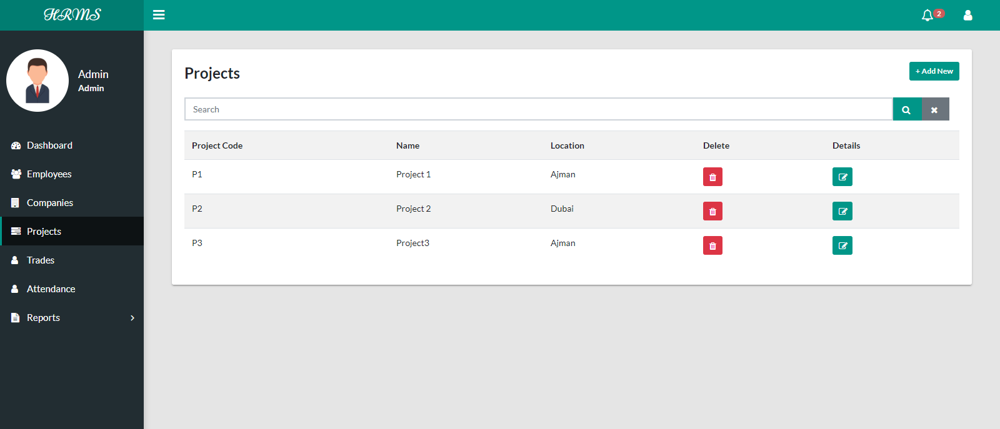 HRMS
2
Admin
Admin
Dashboard
Employees
Companies
Projects
Trades
Attendance
Reports
Projects
+ Add New
Search
Project Code Name Location Delete Details
P1 Project 1 Ajman
P2 Project 2 Dubai
P3 Project3 Ajman